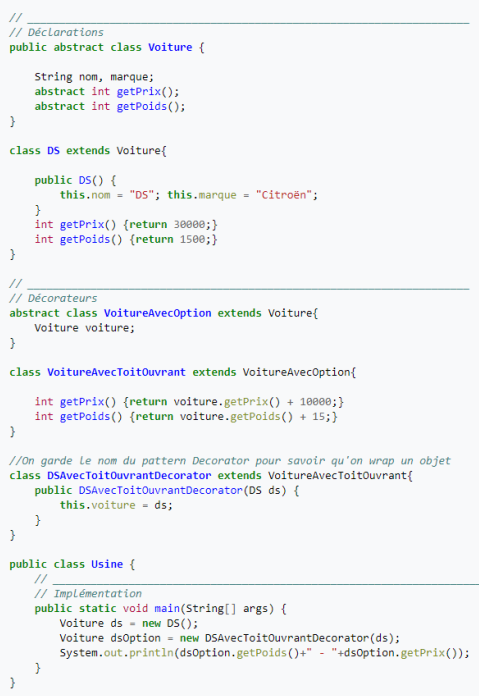 // ______________________________________________________________________
// Déclarations
public abstract class Voiture {

    String nom, marque;
    abstract int getPrix();
    abstract int getPoids();
}

class DS extends Voiture{

    public DS() {
        this.nom = "DS"; this.marque = "Citroën";
    }
    int getPrix() {return 30000;}
    int getPoids() {return 1500;}
}

// ______________________________________________________________________
// Décorateurs
abstract class VoitureAvecOption extends Voiture{
    Voiture voiture;
}

class VoitureAvecToitOuvrant extends VoitureAvecOption{

    int getPrix() {return voiture.getPrix() + 10000;}
    int getPoids() {return voiture.getPoids() + 15;}
}

//On garde le nom du pattern Decorator pour savoir qu'on wrap un objet
class DSAvecToitOuvrantDecorator extends VoitureAvecToitOuvrant{
    public DSAvecToitOuvrantDecorator(DS ds) {
        this.voiture = ds;
    }
}

public class Usine {
    // ______________________________________________________________________
    // Implémentation
    public static void main(String[] args) {
        Voiture ds = new DS();
        Voiture dsOption = new DSAvecToitOuvrantDecorator(ds);
        System.out.println(dsOption.getPoids()+" - "+dsOption.getPrix());
    }
}